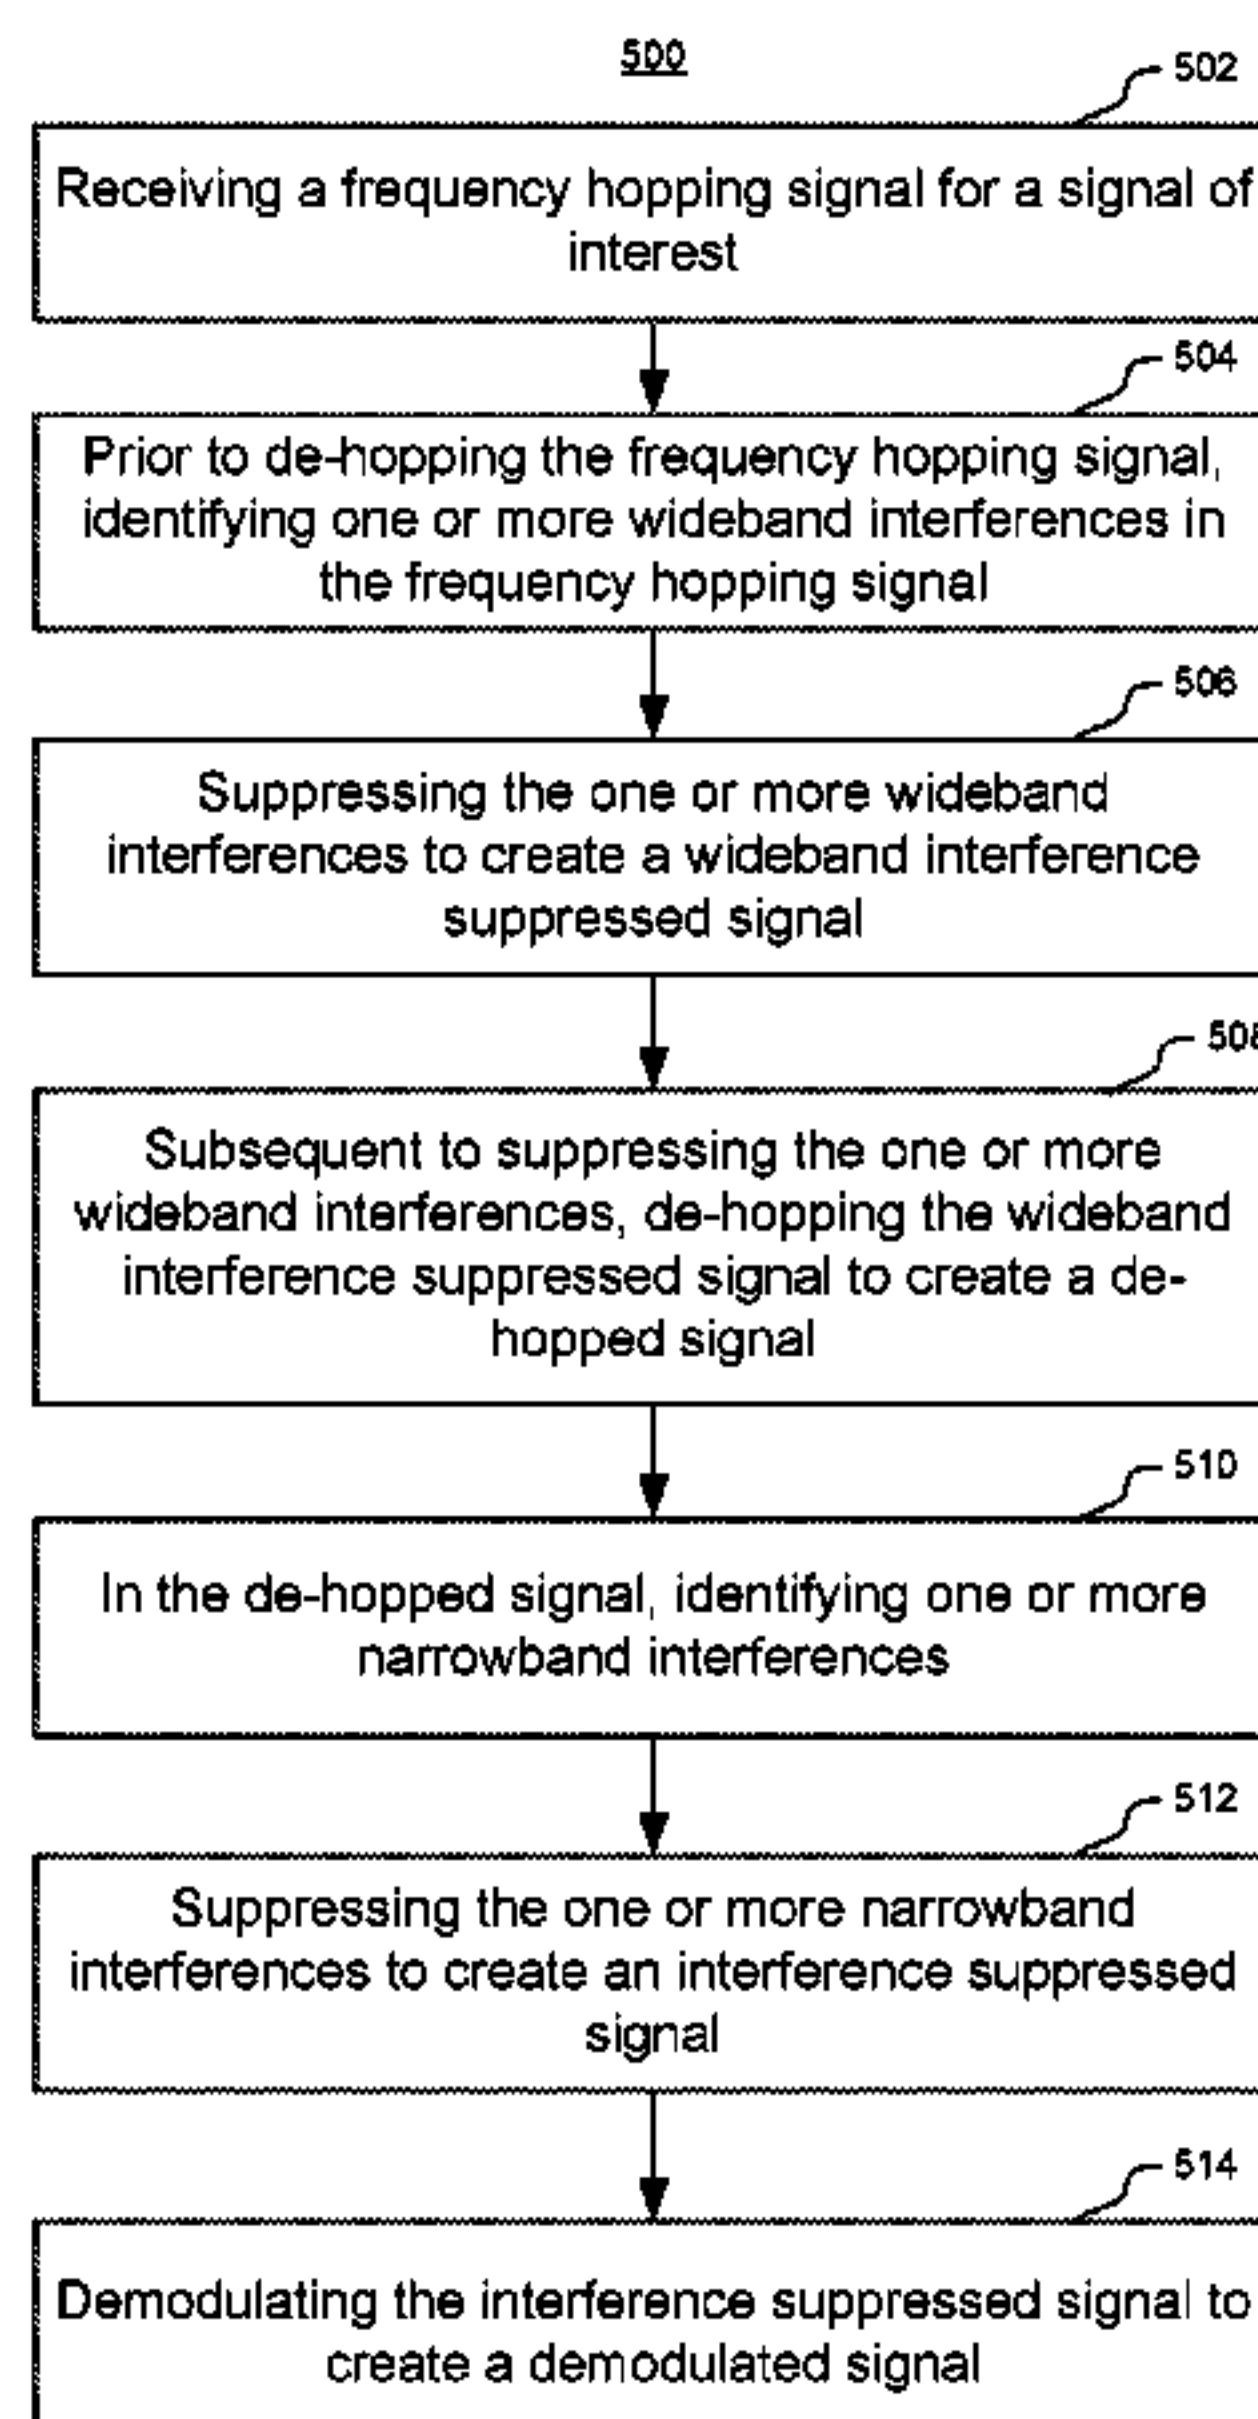 500
502
Receiving a frequency hopping signal for a signal of
interest
504
Prior to de-hopping the frequency hopping signal,
identifying one or more wideband interferences in
the frequency hopping signal
506
Suppressing the one or more wideband
interferences to create a wideband interference
suppressed signal
508
Subsequent to suppressing the one or more
wideband interferences, de-hopping the wideband
interference suppressed signal to create a de-
hopped signal
510
In the de-hopped signal, identifying one or more
narrowband interferences
512
Suppressing the one or more narrowband
interferences to create an interference suppressed
signal
514
Demodulating the interference suppressed signal to
create a demodulated signal